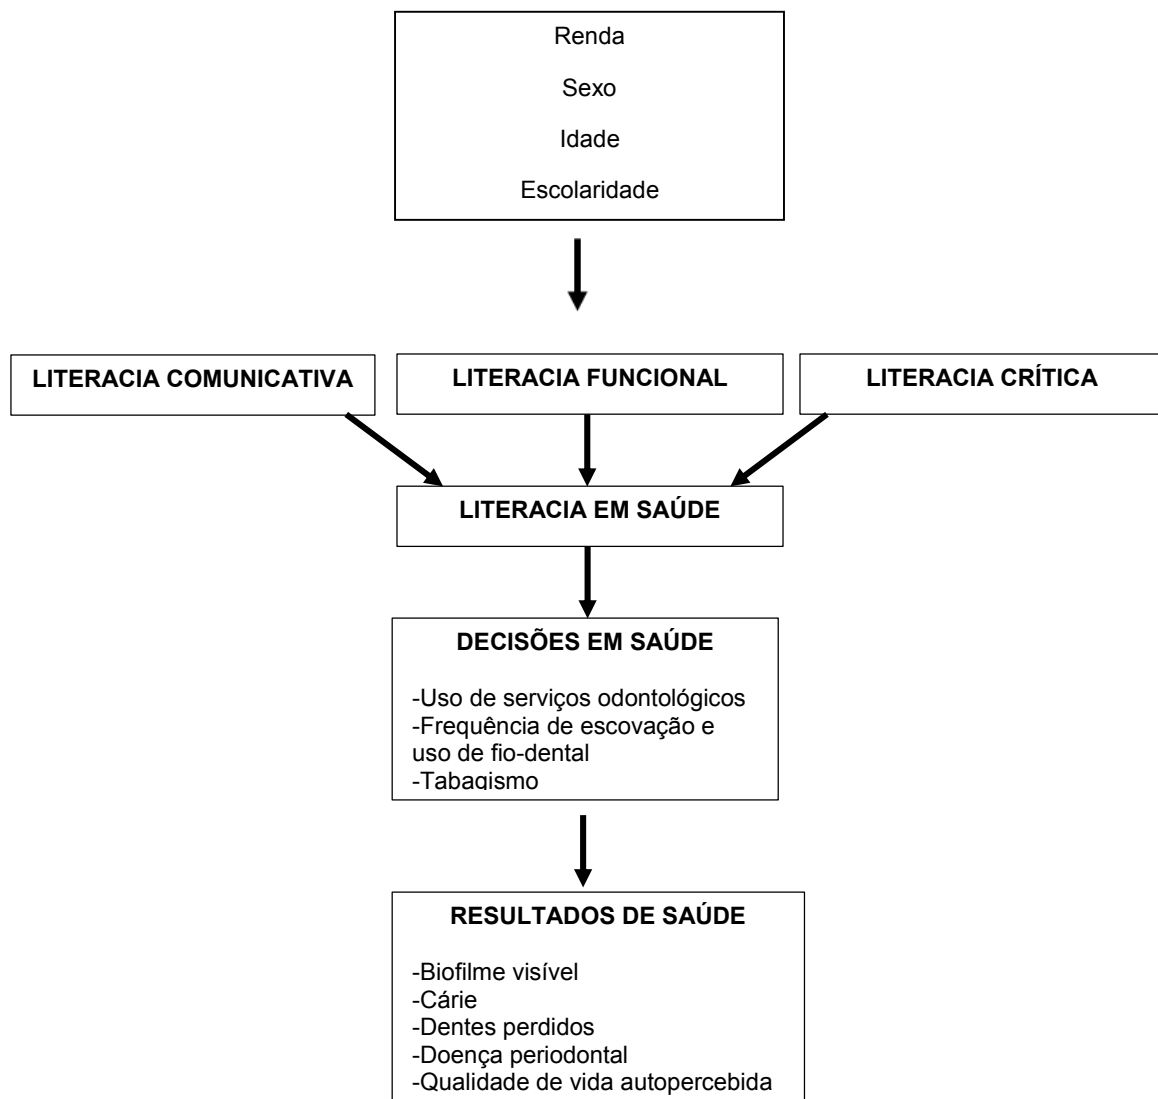 Renda
Sexo
Idade
Escolaridade
LITERACIA COMUNICATIVA
LITERACIA FUNCIONAL
LITERACIA CRÍTICA
LITERACIA EM SAÚDE
DECISÕES EM SAÚDE
-Uso de serviços odontológicos
-Frequência de escovação e
uso de fio-dental
-Tabagismo
RESULTADOS DE SAÚDE
-Biofilme visível
-Cárie
-Dentes perdidos
-Doença periodontal
-Qualidade de vida autopercebida